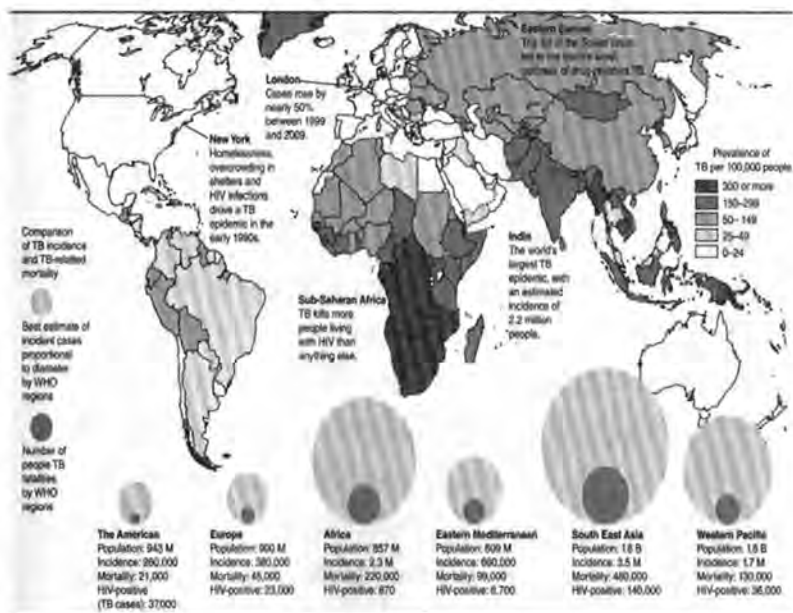 Eastern Europe
The fall of the Soviet Union
led to the world's worst
outbreak of drug-resistant TB.
London
Cases rose by
nearly 50%
between 1999
and 2009.
New York
Homelessness,
overcrowding in
shelters and
HIV infections
drove a TB
epidemic in the
early 1990s.
Prevalence of
TB per 100,000 people
300 or more
150-299
50-149
25-49
0-24
India
The world's
largest TB
epidemic, with
an estimated
incidence of
2.2 million
people.
Sub-Saharan Africa
TB kills more
people living
with HIV than
anything else.
Comparison
of TB incidence
and TB-related
mortality
Best estimate of
incident cases
proportional
to diameter
by WHO
regions
Number of
people TB
fatalities
by WHO
regions
The American
Population: 943 M
Incidence: 260,000
Mortality: 21,000
HIV-positive
(TB cases): 37000
Europe
Population: 900 M
Incidence: 380,000
Mortality: 45,000
HIV-positive: 23,000
Africa
Population: 857 M
Incidence: 2.3 M
Mortality: 220,000
HIV-positive: 870
Eastern Mediterranean
Population: 609 M
Incidence: 660,000
Mortality: 99,000
HIV-positive: 8,700
South East Asia
Population: 1.8 B
Incidence: 3.5 M
Mortality: 480,000
HIV-positive: 140,000
Western Pacific
Population: 1.8 B
Incidence: 1.7 M
Mortality: 130,000
HIV-positive: 35,000